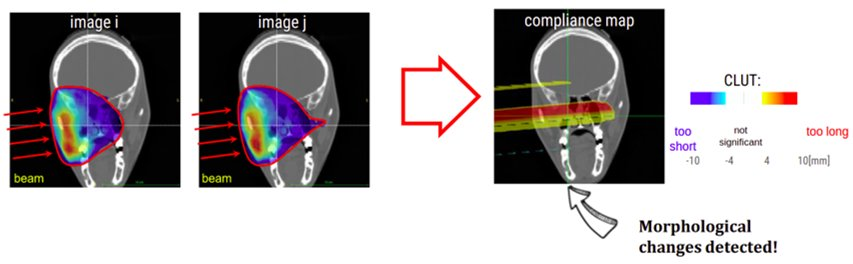 image i
image j
compliance map
beam
beam
CLUT:
too
short
not
significant
too long
-10
-4
4
10[mm]
Morphological
changes detected!